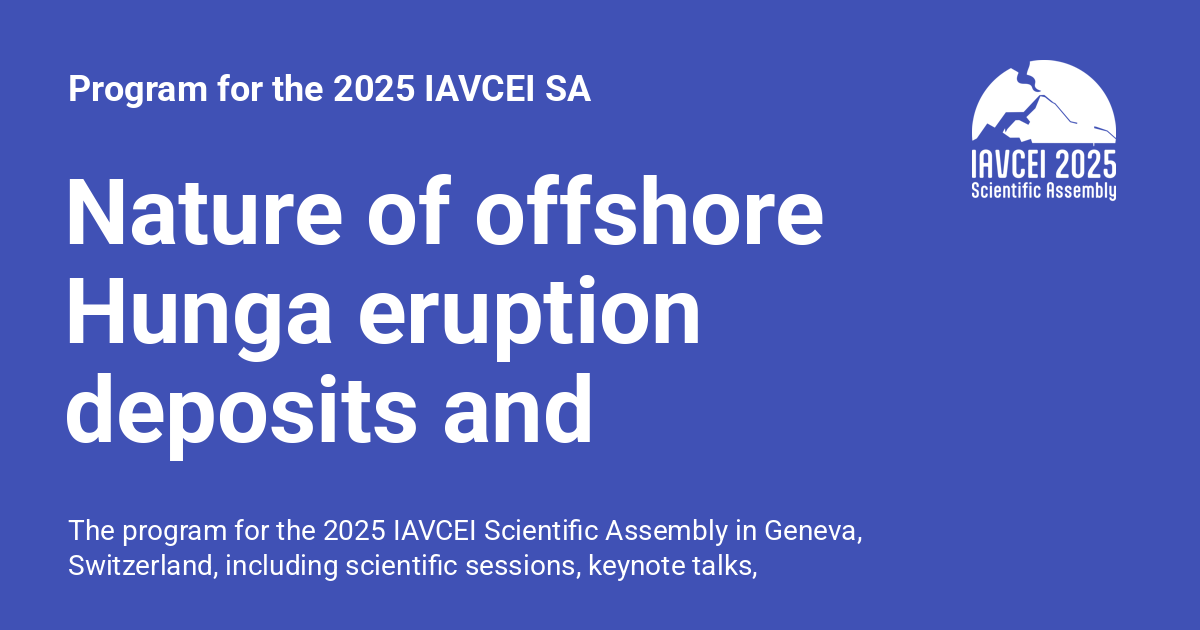 Program for the 2025 IAVCEI SA
IAVCEI 2025
Scientific Assembly
Nature of offshore
Hunga eruption
deposits and
The program for the 2025 IAVCEI Scientific Assembly in Geneva,
Switzerland, including scientific sessions, keynote talks,